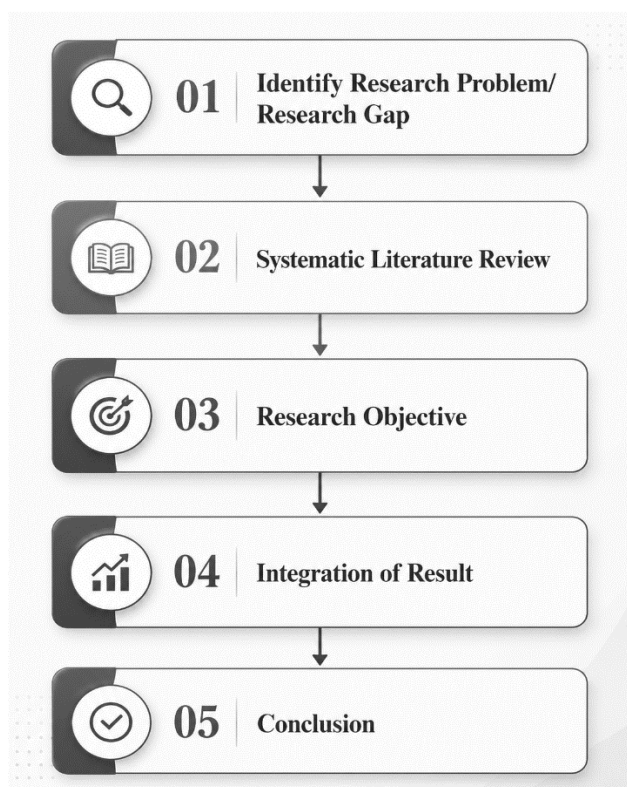 01
Identify Research Problem/
Research Gap
02
Systematic Literature Review
03
Research Objective
04
Integration of Result
05
Conclusion